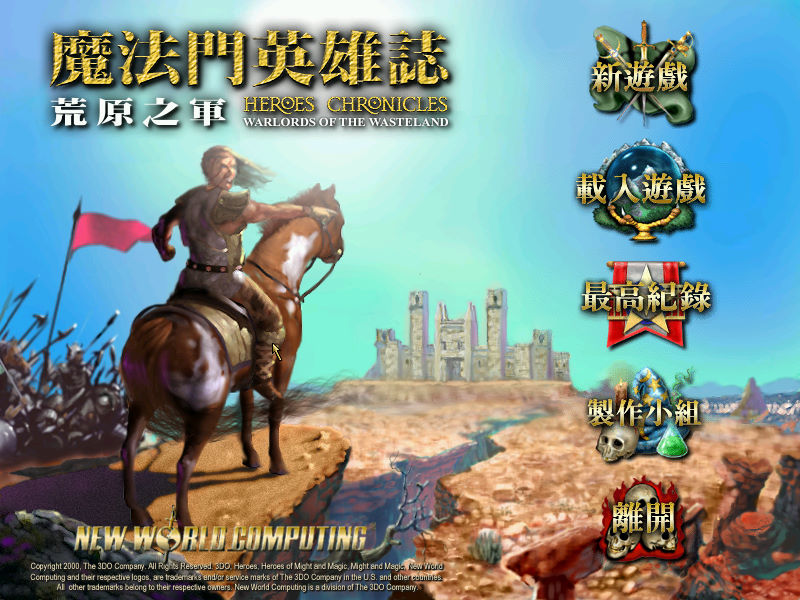 魔法門英雄誌
荒原之軍
HEROES CHRONICLES
WARLORDS OF THE WASTELAND
新遊戲
載入遊戲
最高紀錄
製作小組
離開
NEW WORLD COMPUTING
Copyright 2000, The 3DO Company. All Rights Reserved. 3DO, Heroes, Heroes of Might and Magic, Might and Magic, New World
Computing and their respective logos, are trademarks and/or service marks of The 3DO Company in the U.S. and other countries.
All other trademarks belong to their respective owners. New World Computing is a division of The 3DO Company.